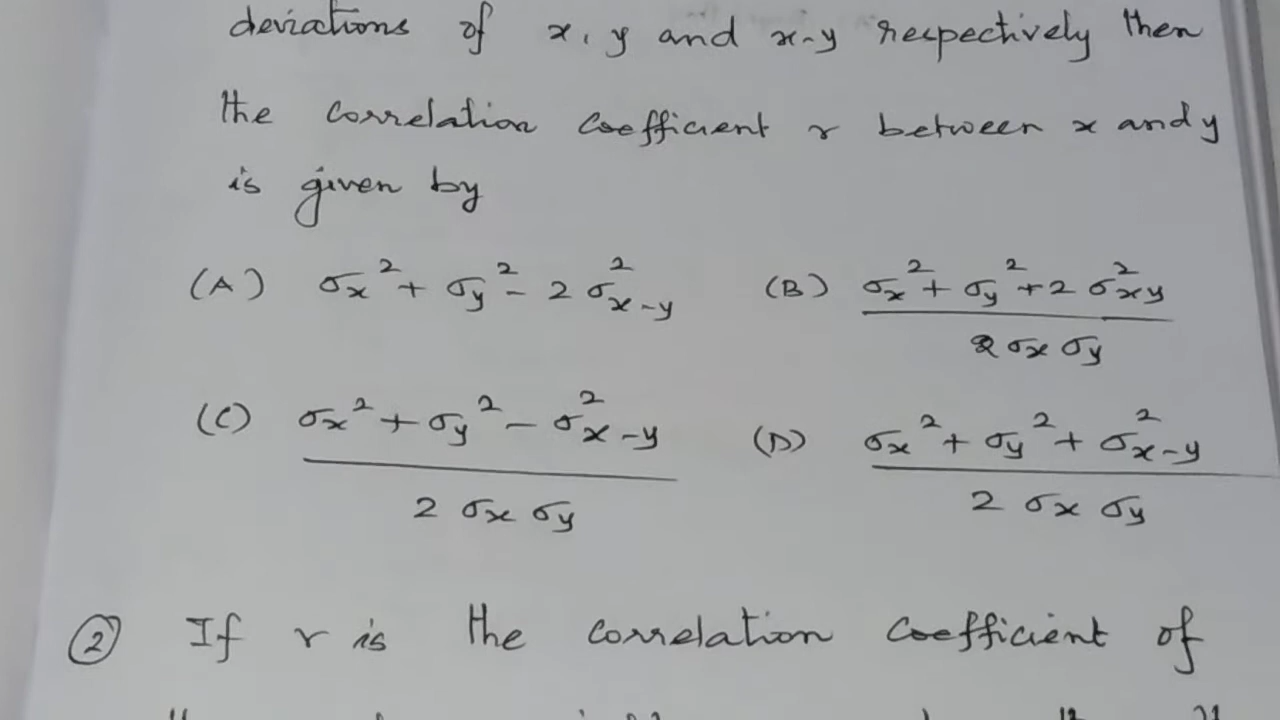 deviations of x, y and x-y respectively then
the correlation coefficient r between x and y
is given by
(A) σx² + σy² - 2 σ²x-y (B) σx² + σy² + 2 σ²xy / 2 σx σy
(C) σx² + σy² - σ²x-y / 2 σx σy (D) σx² + σy² + σ²x-y / 2 σx σy
② If r is the correlation coefficient of